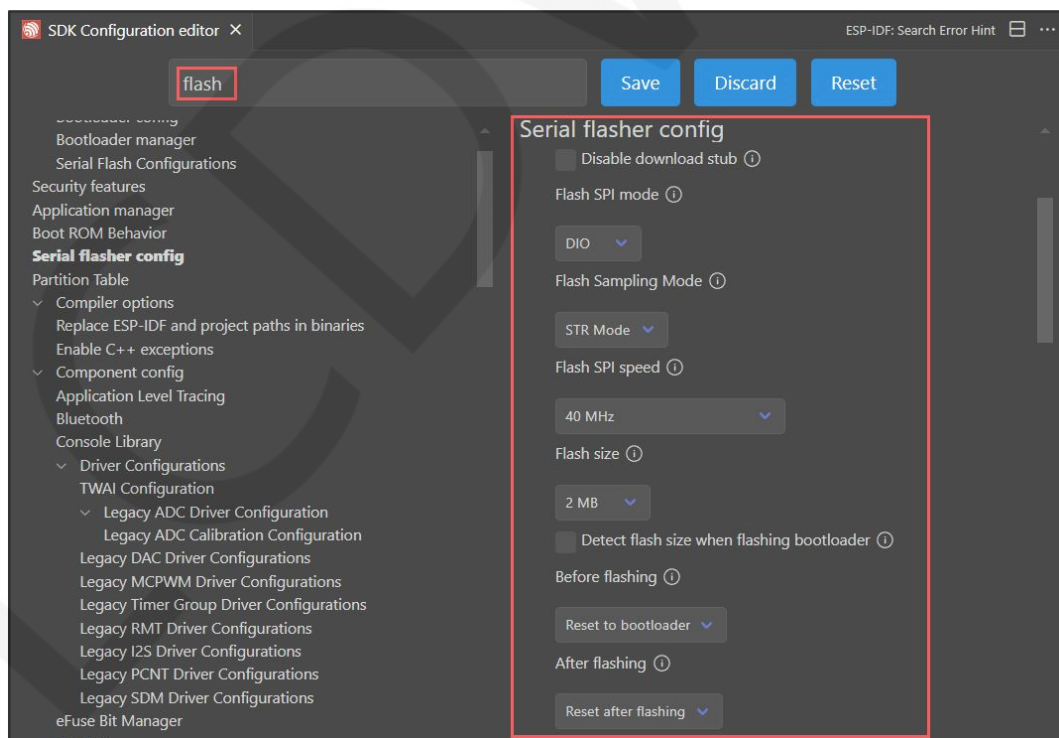 SDK Configuration editor
ESP-IDF: Search Error Hint
flash
Save
Discard
Reset
Bootloader config
Bootloader manager
Serial Flash Configurations
Security features
Application manager
Boot ROM Behavior
Serial flasher config
Partition Table
Compiler options
Replace ESP-IDF and project paths in binaries
Enable C++ exceptions
Component config
Application Level Tracing
Bluetooth
Console Library
Driver Configurations
TWAI Configuration
Legacy ADC Driver Configuration
Legacy ADC Calibration Configuration
Legacy DAC Driver Configurations
Legacy MCPWM Driver Configurations
Legacy Timer Group Driver Configurations
Legacy RMT Driver Configurations
Legacy I2S Driver Configurations
Legacy PCNT Driver Configurations
Legacy SDM Driver Configurations
eFuse Bit Manager
Serial flasher config
Disable download stub
Flash SPI mode
DIO
Flash Sampling Mode
STR Mode
Flash SPI speed
40 MHz
Flash size
2 MB
Detect flash size when flashing bootloader
Before flashing
Reset to bootloader
After flashing
Reset after flashing